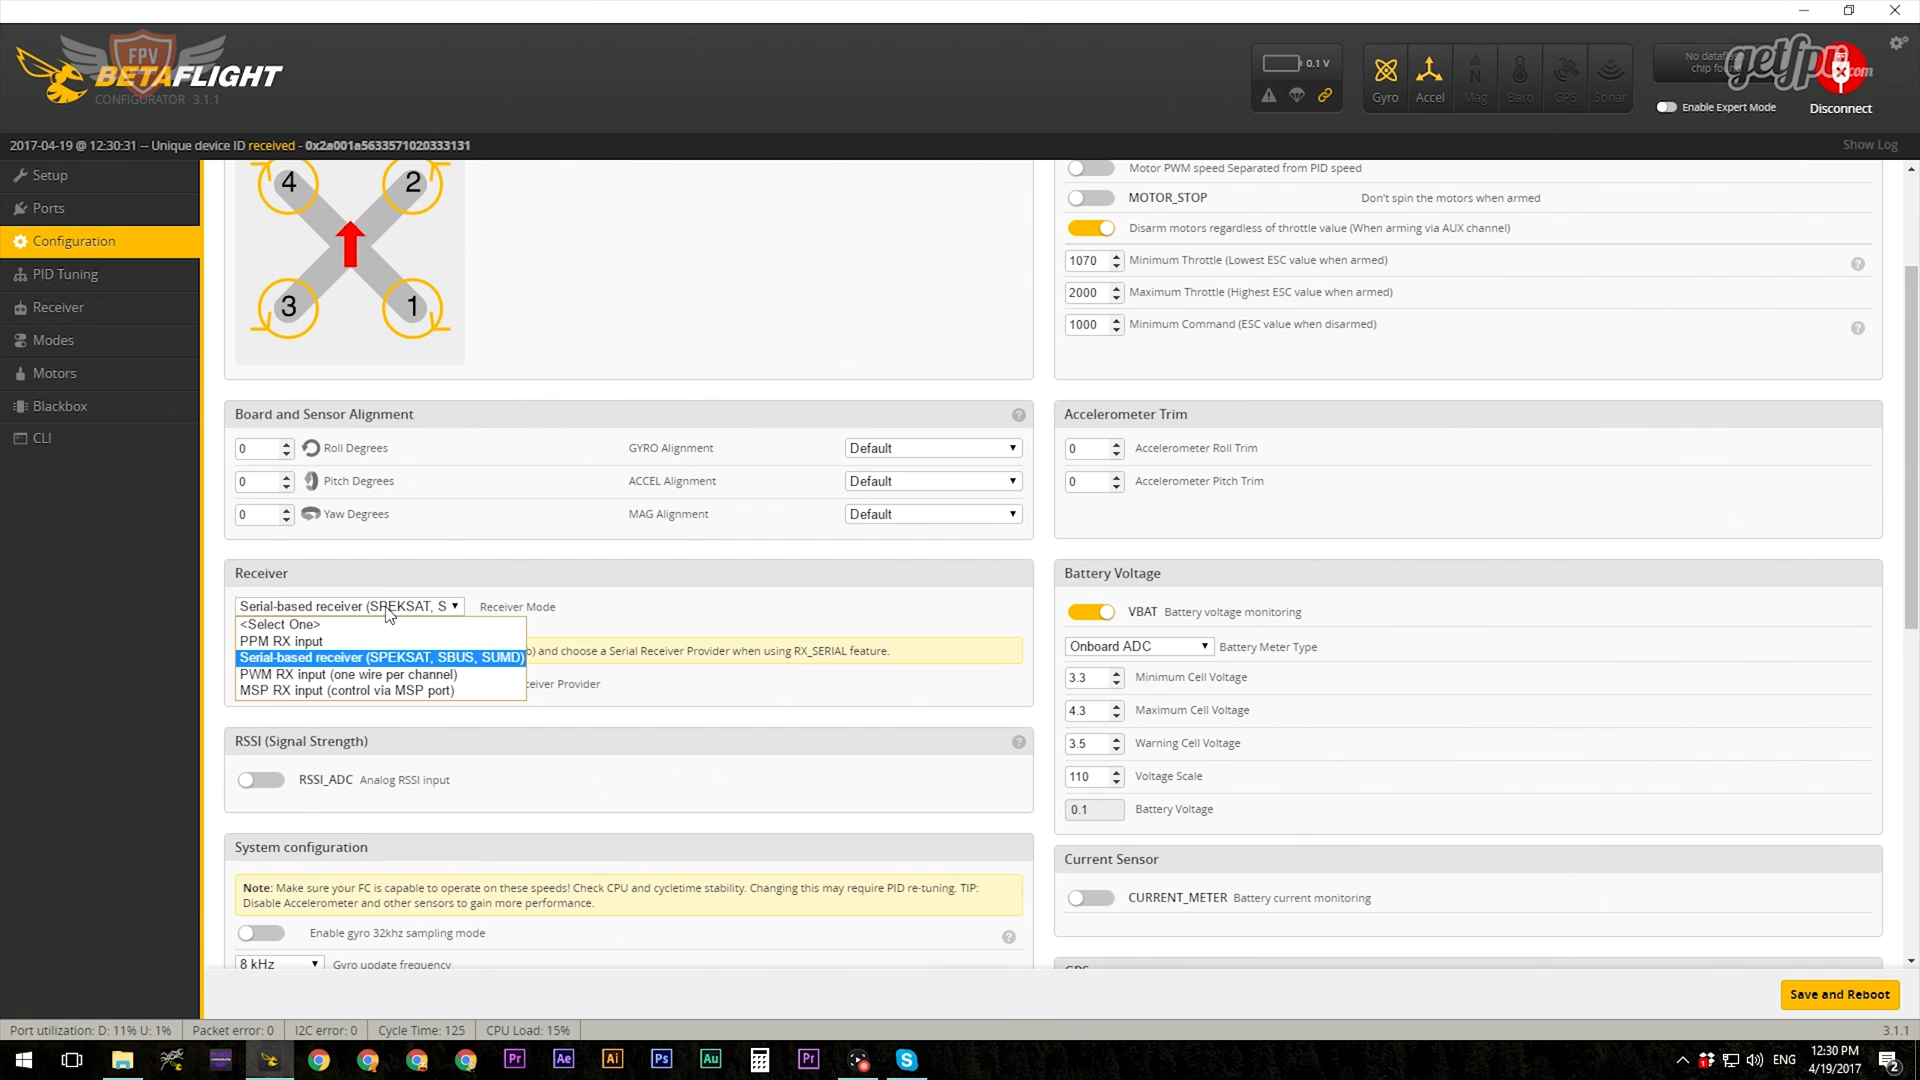 FPV
BETAFLIGHT
CONFIGURATOR 3.1.1
0.1 V
Gyro
Accel
Mag
Baro
GPS
Sonar
No dataflash
chip found
getfpv.com
Enable Expert Mode
Disconnect
2017-04-19 @ 12:30:31 -- Unique device ID received - 0x2a001a5633571020333131
Show Log
Setup
Ports
Configuration
PID Tuning
Receiver
Modes
Motors
Blackbox
CLI
4
2
3
1
Motor PWM speed Separated from PID speed
MOTOR_STOP
Don't spin the motors when armed
Disarm motors regardless of throttle value (When arming via AUX channel)
1070
Minimum Throttle (Lowest ESC value when armed)
2000
Maximum Throttle (Highest ESC value when armed)
1000
Minimum Command (ESC value when disarmed)
Board and Sensor Alignment
0
Roll Degrees
GYRO Alignment
Default
0
Pitch Degrees
ACCEL Alignment
Default
0
Yaw Degrees
MAG Alignment
Default
Accelerometer Trim
0
Accelerometer Roll Trim
0
Accelerometer Pitch Trim
Receiver
Serial-based receiver (SPEKSAT, S
Receiver Mode
<Select One>
PPM RX input
Serial-based receiver (SPEKSAT, SBUS, SUMD)
PWM RX input (one wire per channel)
MSP RX input (control via MSP port)
) and choose a Serial Receiver Provider when using RX_SERIAL feature.
ceiver Provider
RSSI (Signal Strength)
RSSI_ADC Analog RSSI input
System configuration
Note: Make sure your FC is capable to operate on these speeds! Check CPU and cycletime stability. Changing this may require PID re-tuning. TIP:
Disable Accelerometer and other sensors to gain more performance.
Enable gyro 32khz sampling mode
8 kHz
Gyro update frequency
Battery Voltage
VBAT Battery voltage monitoring
Onboard ADC
Battery Meter Type
3.3
Minimum Cell Voltage
4.3
Maximum Cell Voltage
3.5
Warning Cell Voltage
110
Voltage Scale
0.1
Battery Voltage
Current Sensor
CURRENT_METER Battery current monitoring
GPS
Save and Reboot
Port utilization: D: 11% U: 1%
Packet error: 0
I2C error: 0
Cycle Time: 125
CPU Load: 15%
3.1.1
Pr
Ae
Ai
Ps
Au
Pr
ENG
12:30 PM
4/19/2017
2